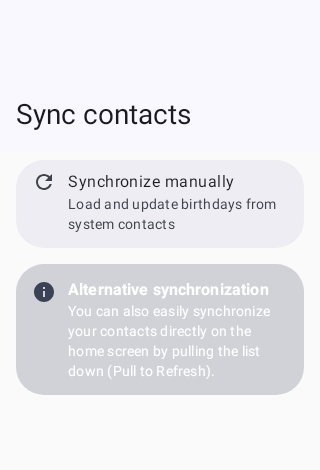 Sync contacts
Synchronize manually
Load and update birthdays from
system contacts
Alternative synchronization
You can also easily synchronize
your contacts directly on the
home screen by pulling the list
down (Pull to Refresh).